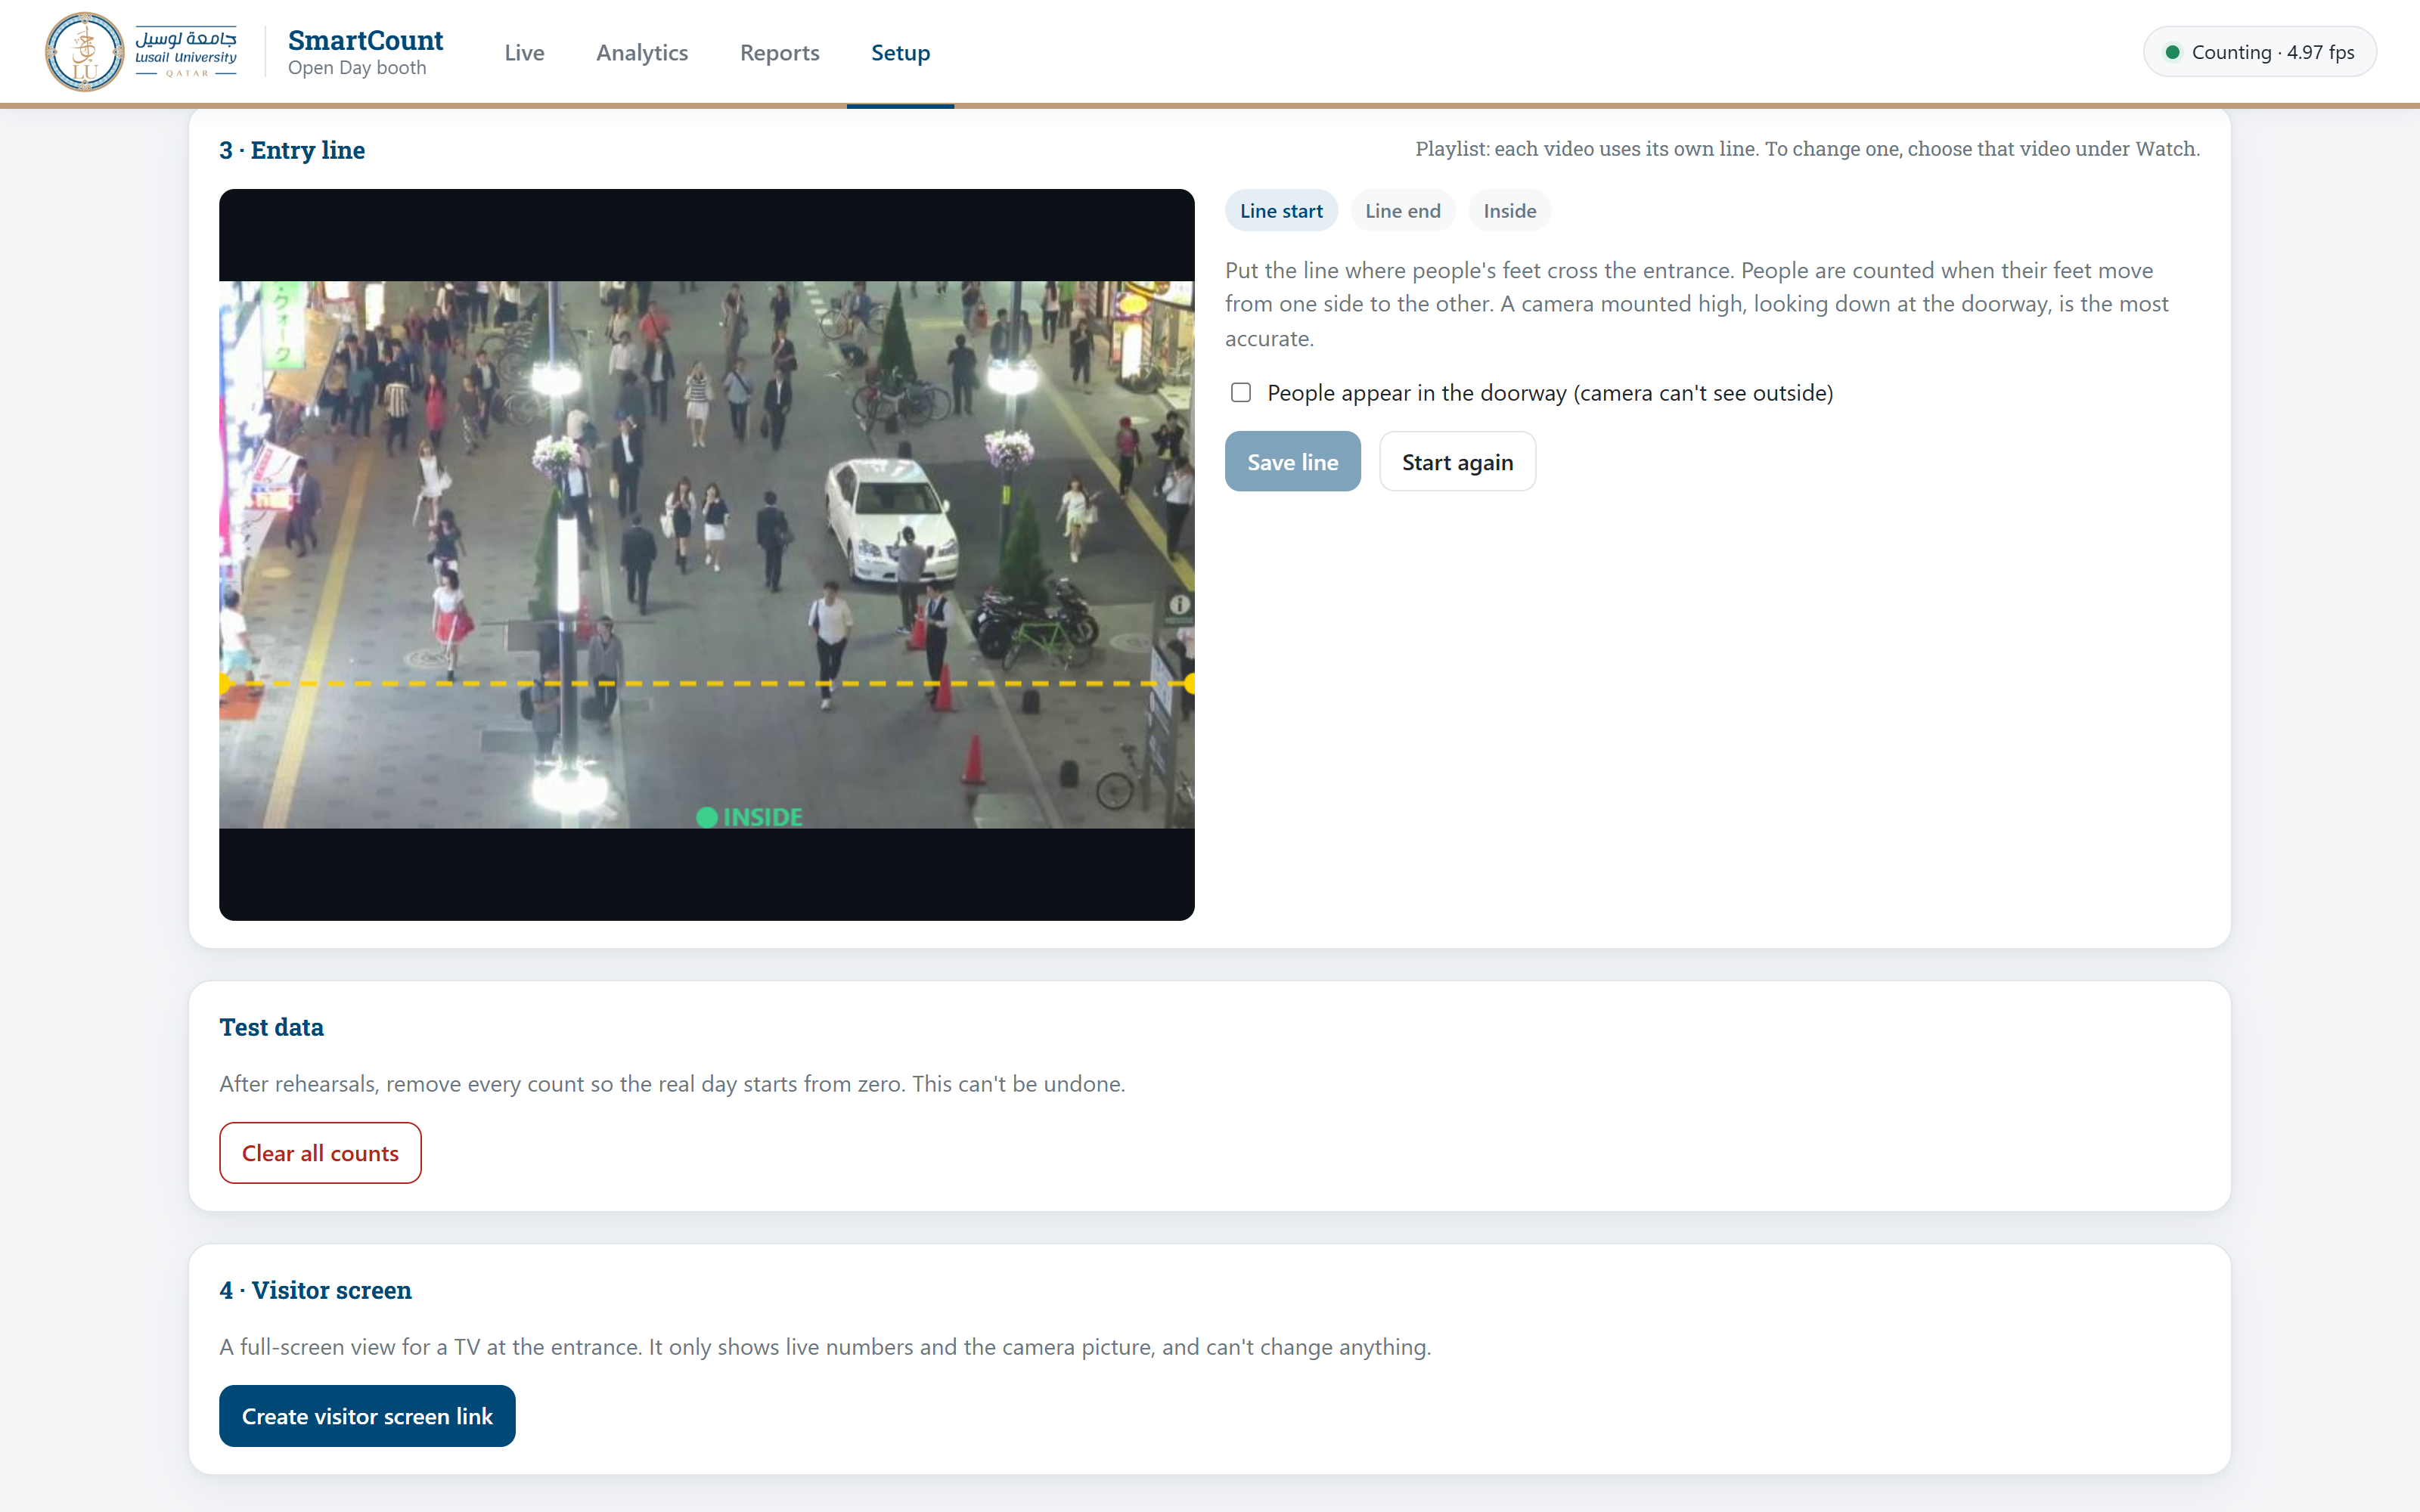 جامعة لوسيل
Lusail University
QATAR
LU
SmartCount
Open Day booth
Live
Analytics
Reports
Setup
Counting · 4.97 fps
3 · Entry line
Playlist: each video uses its own line. To change one, choose that video under Watch.
Line start
Line end
Inside
Put the line where people's feet cross the entrance. People are counted when their feet move
from one side to the other. A camera mounted high, looking down at the doorway, is the most
accurate.
People appear in the doorway (camera can't see outside)
Save line
Start again
・クォーク
INSIDE
Test data
After rehearsals, remove every count so the real day starts from zero. This can't be undone.
Clear all counts
4 · Visitor screen
A full-screen view for a TV at the entrance. It only shows live numbers and the camera picture, and can't change anything.
Create visitor screen link